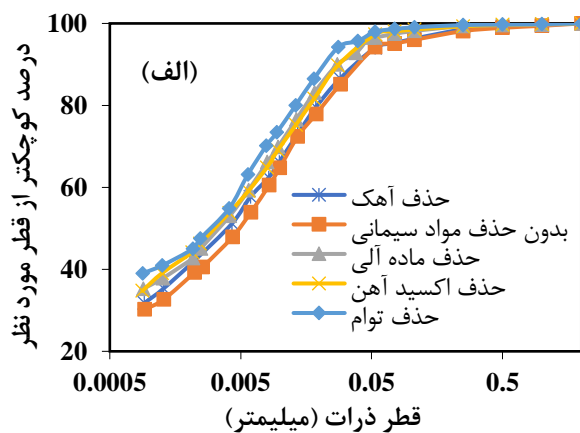 (الف)
درصد کوچکتر از قطر مورد نظر
100
80
60
40
20
حذف آهک
بدون حذف مواد سیمانی
حذف ماده آلی
حذف اکسید آهن
حذف توام
0.0005 0.005 0.05 0.5
قطر ذرات (میلیمتر)